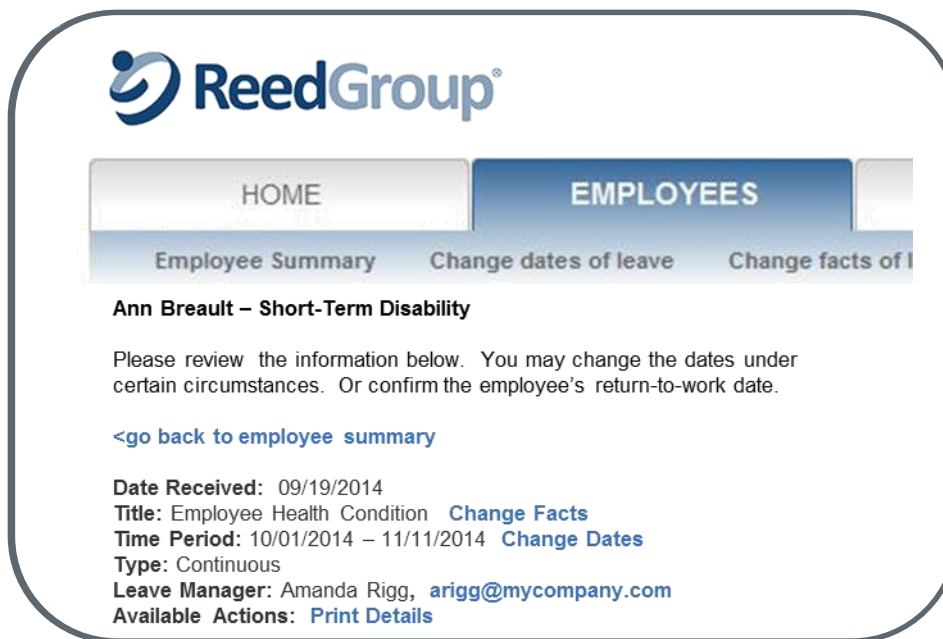 ReedGroup®
HOME EMPLOYEES
Employee Summary Change dates of leave Change facts of
Ann Breault – Short-Term Disability
Please review the information below. You may change the dates under
certain circumstances. Or confirm the employee's return-to-work date.
<go back to employee summary
Date Received: 09/19/2014
Title: Employee Health Condition Change Facts
Time Period: 10/01/2014 – 11/11/2014 Change Dates
Type: Continuous
Leave Manager: Amanda Rigg, arigg@mycompany.com
Available Actions: Print Details